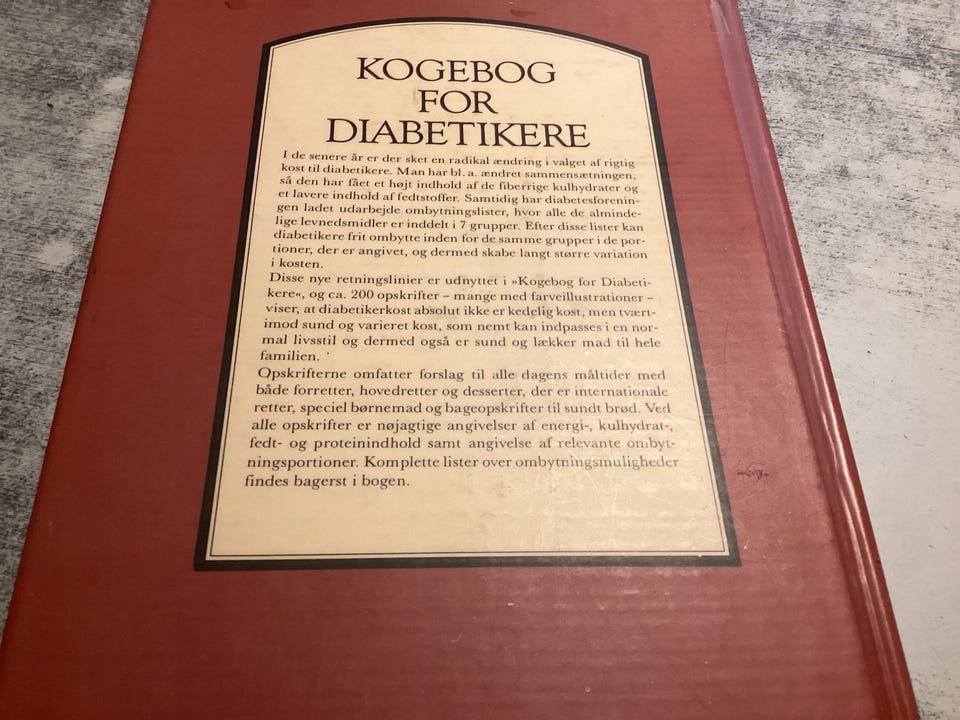 KOGEBOG
FOR
DIABETIKERE
I de senere år er der sket en radikal ændring i valget af rigtig
kost til diabetikere. Man har bl. a. ændret sammensætningen,
så den har fået et højt indhold af de fiberrige kulhydrater og
et lavere indhold af fedtstoffer. Samtidig har diabetesforenin-
gen ladet udarbejde ombytningslister, hvor alle de alminde-
lige levnedsmidler er inddelt i 7 grupper. Efter disse lister kan
diabetikere frit ombytte inden for de samme grupper i de por-
tioner, der er angivet, og dermed skabe langt større variation
i kosten.
Disse nye retningslinier er udnyttet i »Kogebog for Diabeti-
kere«, og ca. 200 opskrifter – mange med farveillustrationer –
viser, at diabetikerkost absolut ikke er kedelig kost, men tvært-
imod sund og varieret kost, som nemt kan indpasses i en nor-
mal livsstil og dermed også er sund og lækker mad til hele
familien.
Opskrifterne omfatter forslag til alle dagens måltider med
både forretter, hovedretter og desserter, der er internationale
retter, speciel børnemad og bageopskrifter til sundt brød. Ved
alle opskrifter er nøjagtige angivelser af energi-, kulhydrat-,
fedt- og proteinindhold samt angivelse af relevante ombyt-
ningsportioner. Komplette lister over ombytningsmuligheder
findes bagerst i bogen.